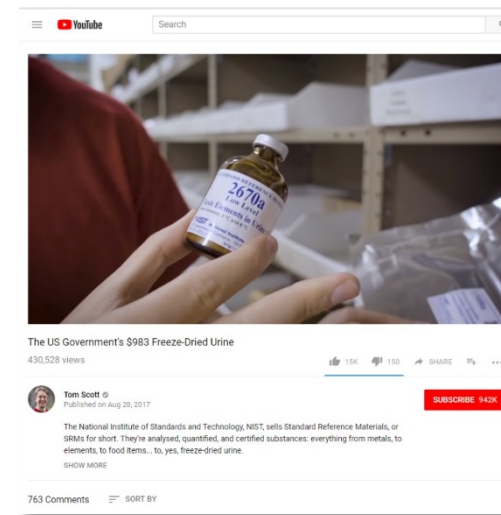 YouTube
Search
STANDARD REFERENCE
2670a
Low Level
Elements in Urine
NIST
The US Government's $983 Freeze-Dried Urine
430,528 views
15K 150 SHARE
Tom Scott
Published on Aug 28, 2017
SUBSCRIBE 942K
The National Institute of Standards and Technology, NIST, sells Standard Reference Materials, or
SRMs for short. They're analysed, quantified, and certified substances: everything from metals, to
elements, to food items... to, yes, freeze-dried urine.
SHOW MORE
763 Comments SORT BY